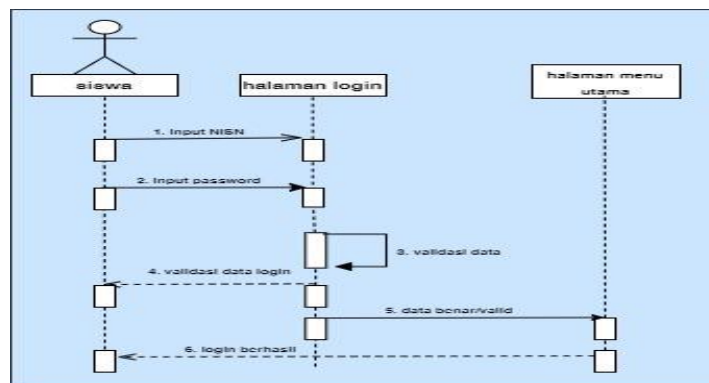 siswa
halaman login
halaman menu
utama
1. Input NISN
2. Input password
3. validasi data
4. validasi data login
5. data benar/valid
6. login berhasil